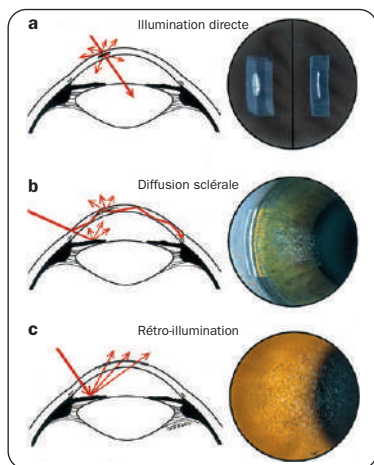 a Illumination directe
b Diffusion sclérale
c Rétro-illumination